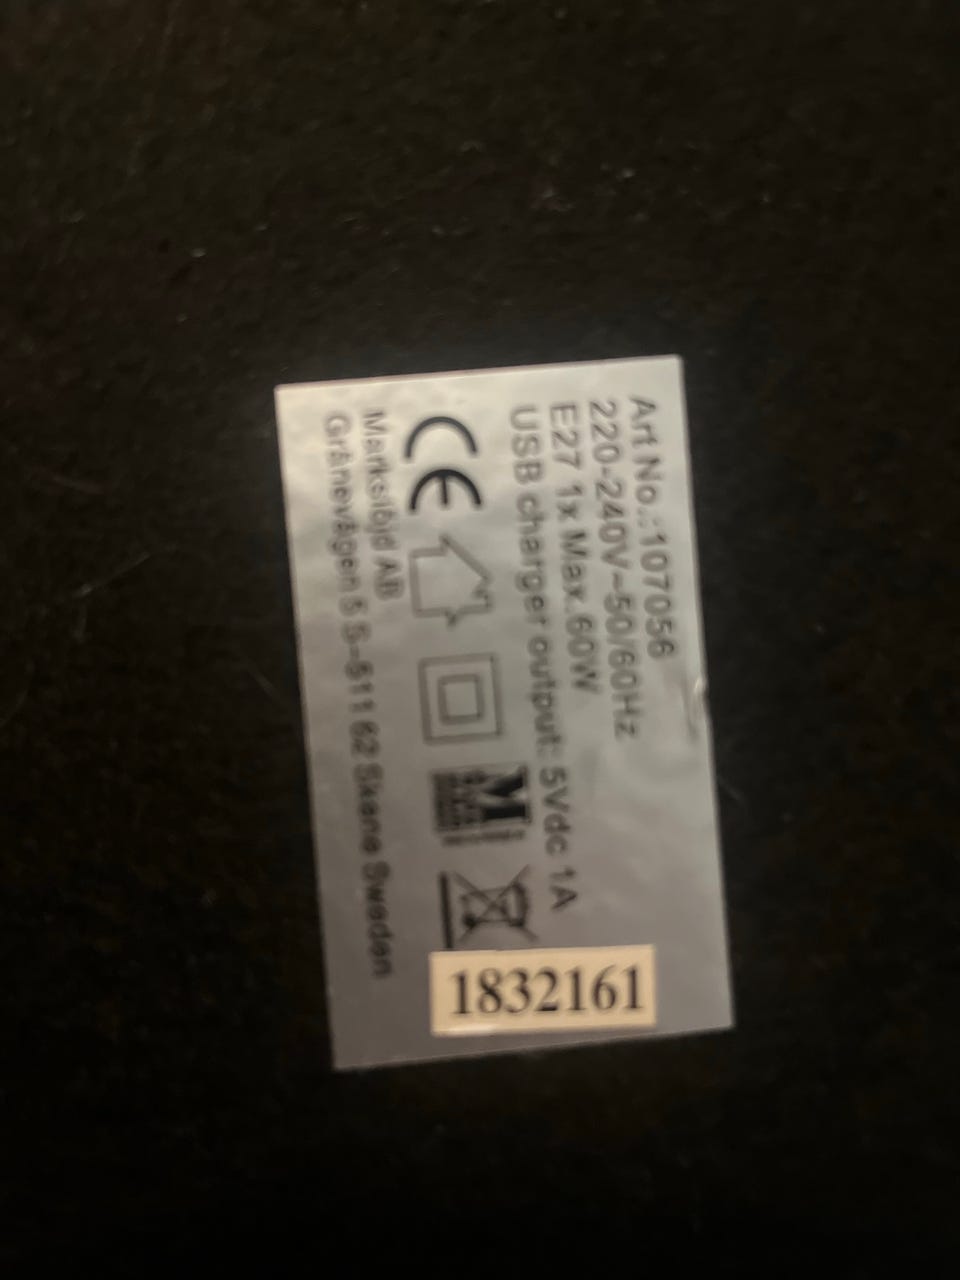 Art No.:107056
220-240V~50/60Hz
E27 1x Max.60W
USB charger output: 5Vdc 1A
CE
M
1832161
Markslöjd AB
Gränovägen 5 S-511 62 Skene Sweden